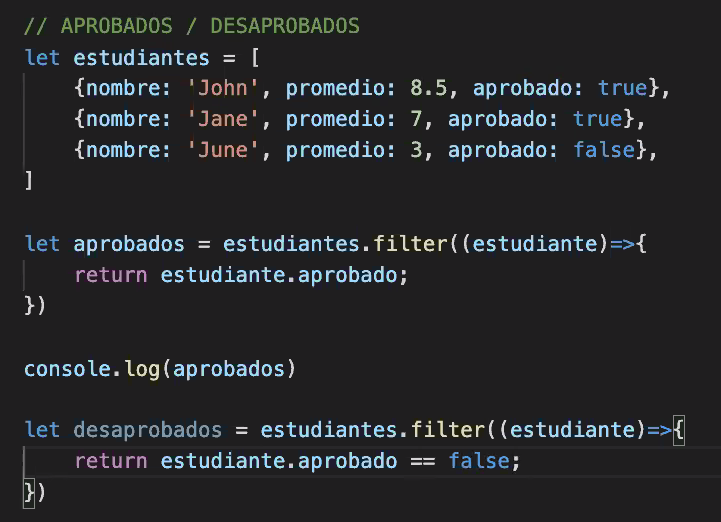 // APROBADOS / DESAPROBADOS
let estudiantes = [
    {nombre: 'John', promedio: 8.5, aprobado: true},
    {nombre: 'Jane', promedio: 7, aprobado: true},
    {nombre: 'June', promedio: 3, aprobado: false},
]

let aprobados = estudiantes.filter((estudiante)=>{
    return estudiante.aprobado;
})

console.log(aprobados)

let desaprobados = estudiantes.filter((estudiante)=>{
    return estudiante.aprobado == false;
})